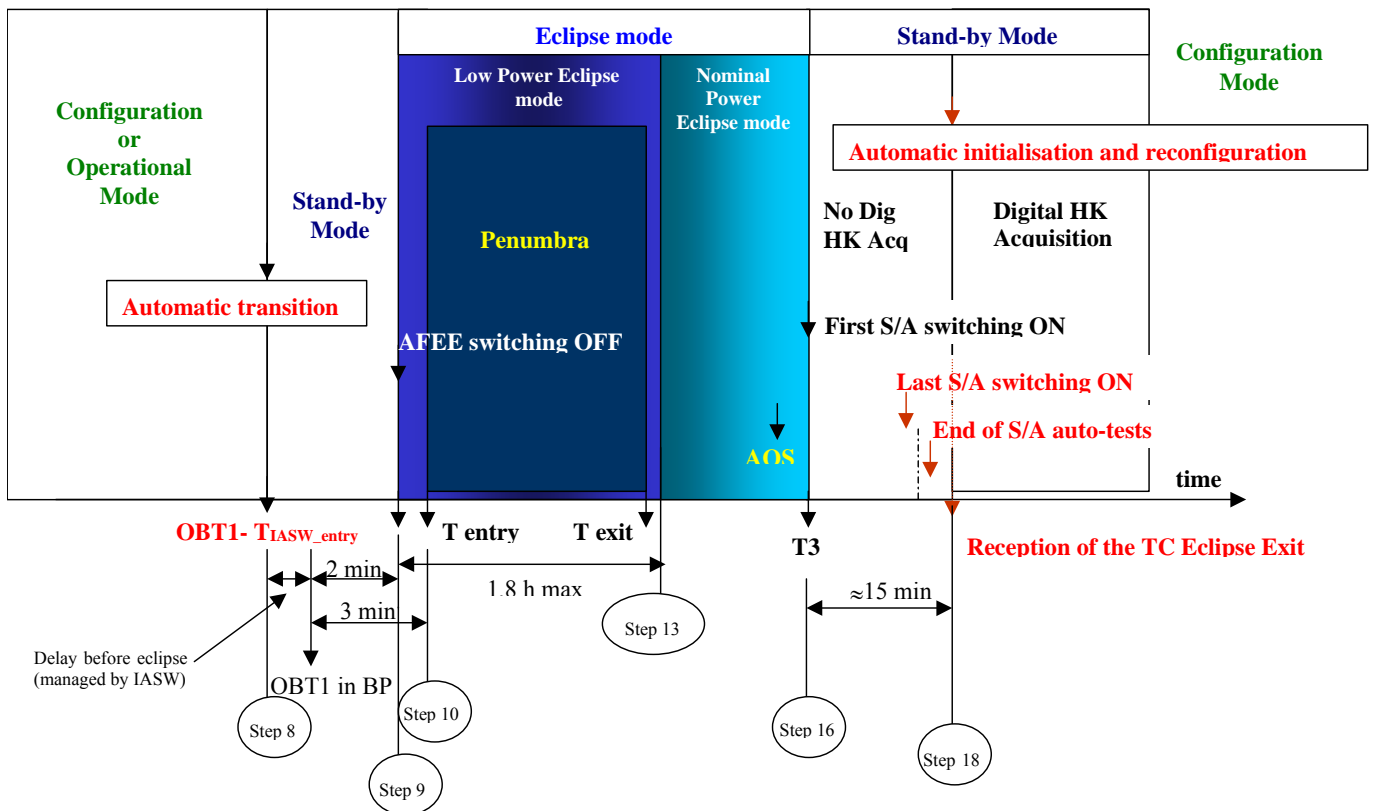 Eclipse mode
Stand-by Mode
Configuration
Mode
Low Power Eclipse
mode
Nominal
Power
Eclipse mode
Configuration
or
Operational
Mode
Automatic initialisation and reconfiguration
Stand-by
Mode
Penumbra
No Dig
HK Acq
Digital HK
Acquisition
Automatic transition
AFEE switching OFF
First S/A switching ON
Last S/A switching ON
End of S/A auto-tests
AOS
time
OBT1- TIASW_entry
T entry
T exit
T3
Reception of the TC Eclipse Exit
2 min
1.8 h max
≈15 min
3 min
Step 13
Delay before eclipse
(managed by IASW)
OBT1 in BP
Step 8
Step 10
Step 16
Step 18
Step 9